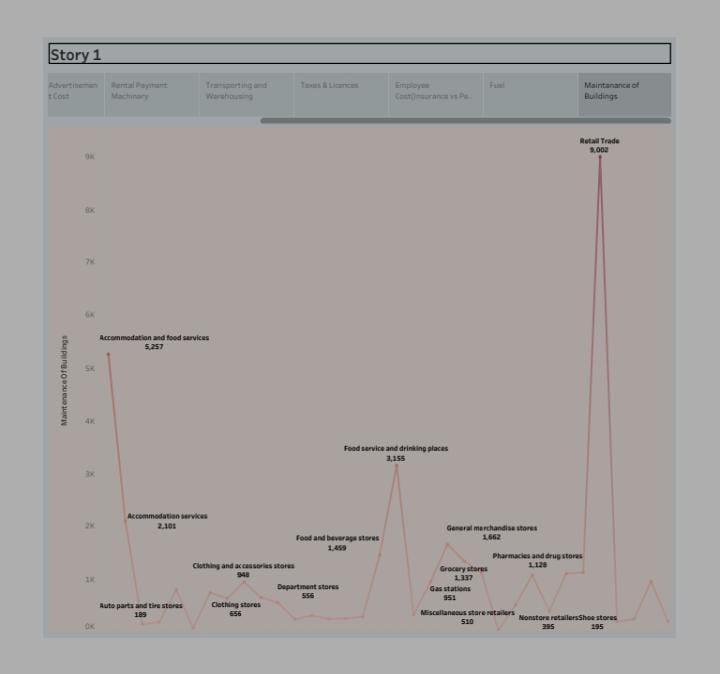 Story 1
Advertisemen
t Cost
Rental Payment
Machinery
Transporting and
Warehousing
Taxes & Licences
Employee
Cost(Insurance vs Pe..
Fuel
Maintanance of
Buildings
Retail Trade
9,002
9K
8K
7K
6K
Accommodation and food services
5,257
5K
Maintenance Of Buildings
4K
Food service and drinking places
3,155
3K
Accommodation services
2,101
2K
General merchandise stores
1,662
Food and beverage stores
1,459
Pharmacies and drug stores
1,128
Clothing and accessories stores
948
Grocery stores
1,337
1K
Department stores
556
Gas stations
951
Auto parts and tire stores
189
Clothing stores
656
Miscellaneous store retailers
510
Nonstore retailers
395
Shoe stores
195
0K